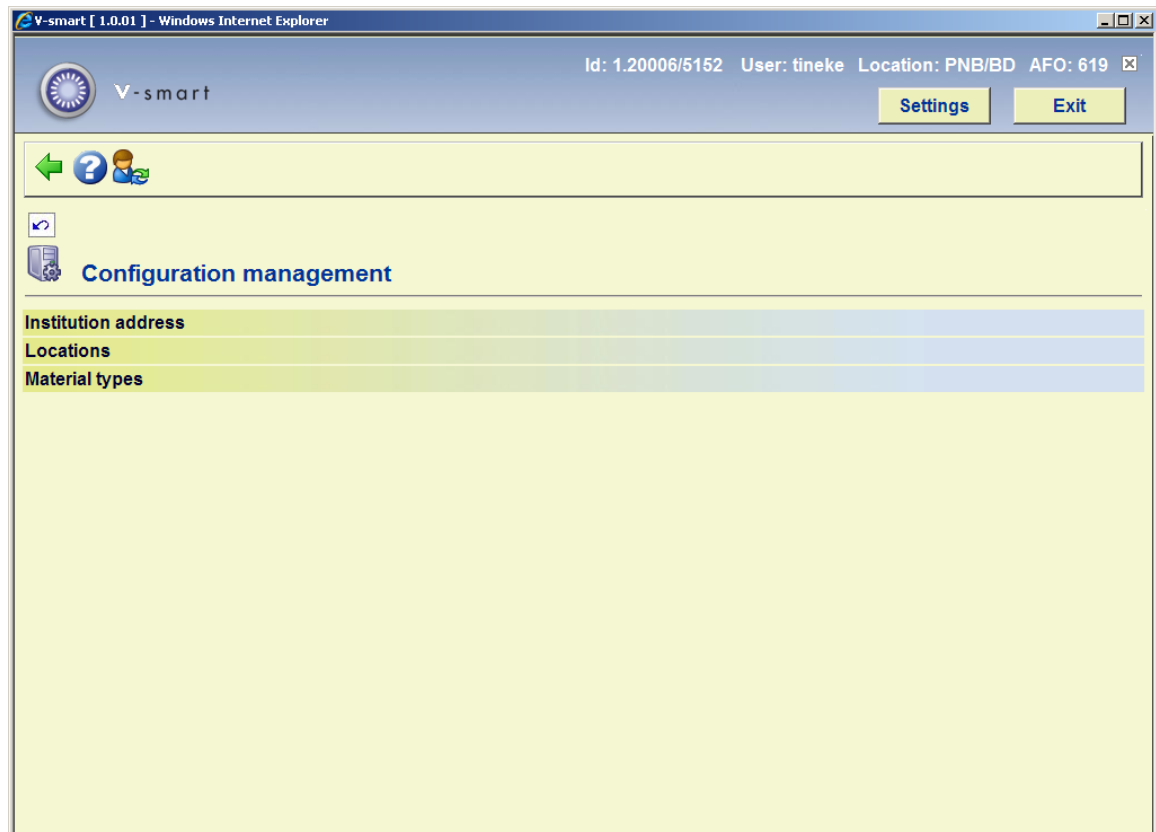 V-smart [ 1.0.01 ] - Windows Internet Explorer
Id: 1.20006/5152 User: tineke Location: PNB/BD AFO: 619
V-smart
Settings Exit
Configuration management
Institution address
Locations
Material types